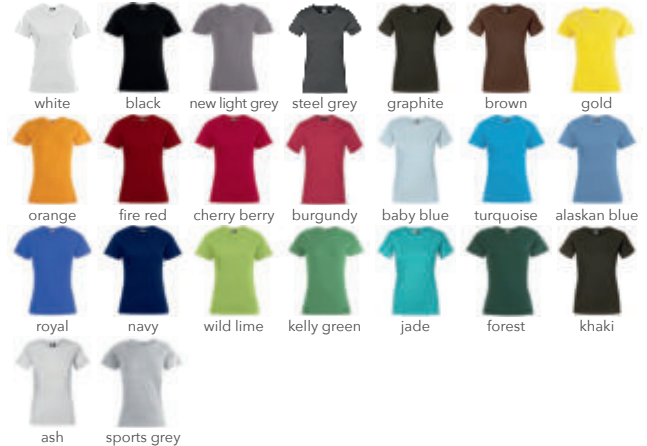 white black new light grey steel grey graphite brown gold
orange fire red cherry berry burgundy baby blue turquoise alaskan blue
royal navy wild lime kelly green jade forest khaki
ash sports grey